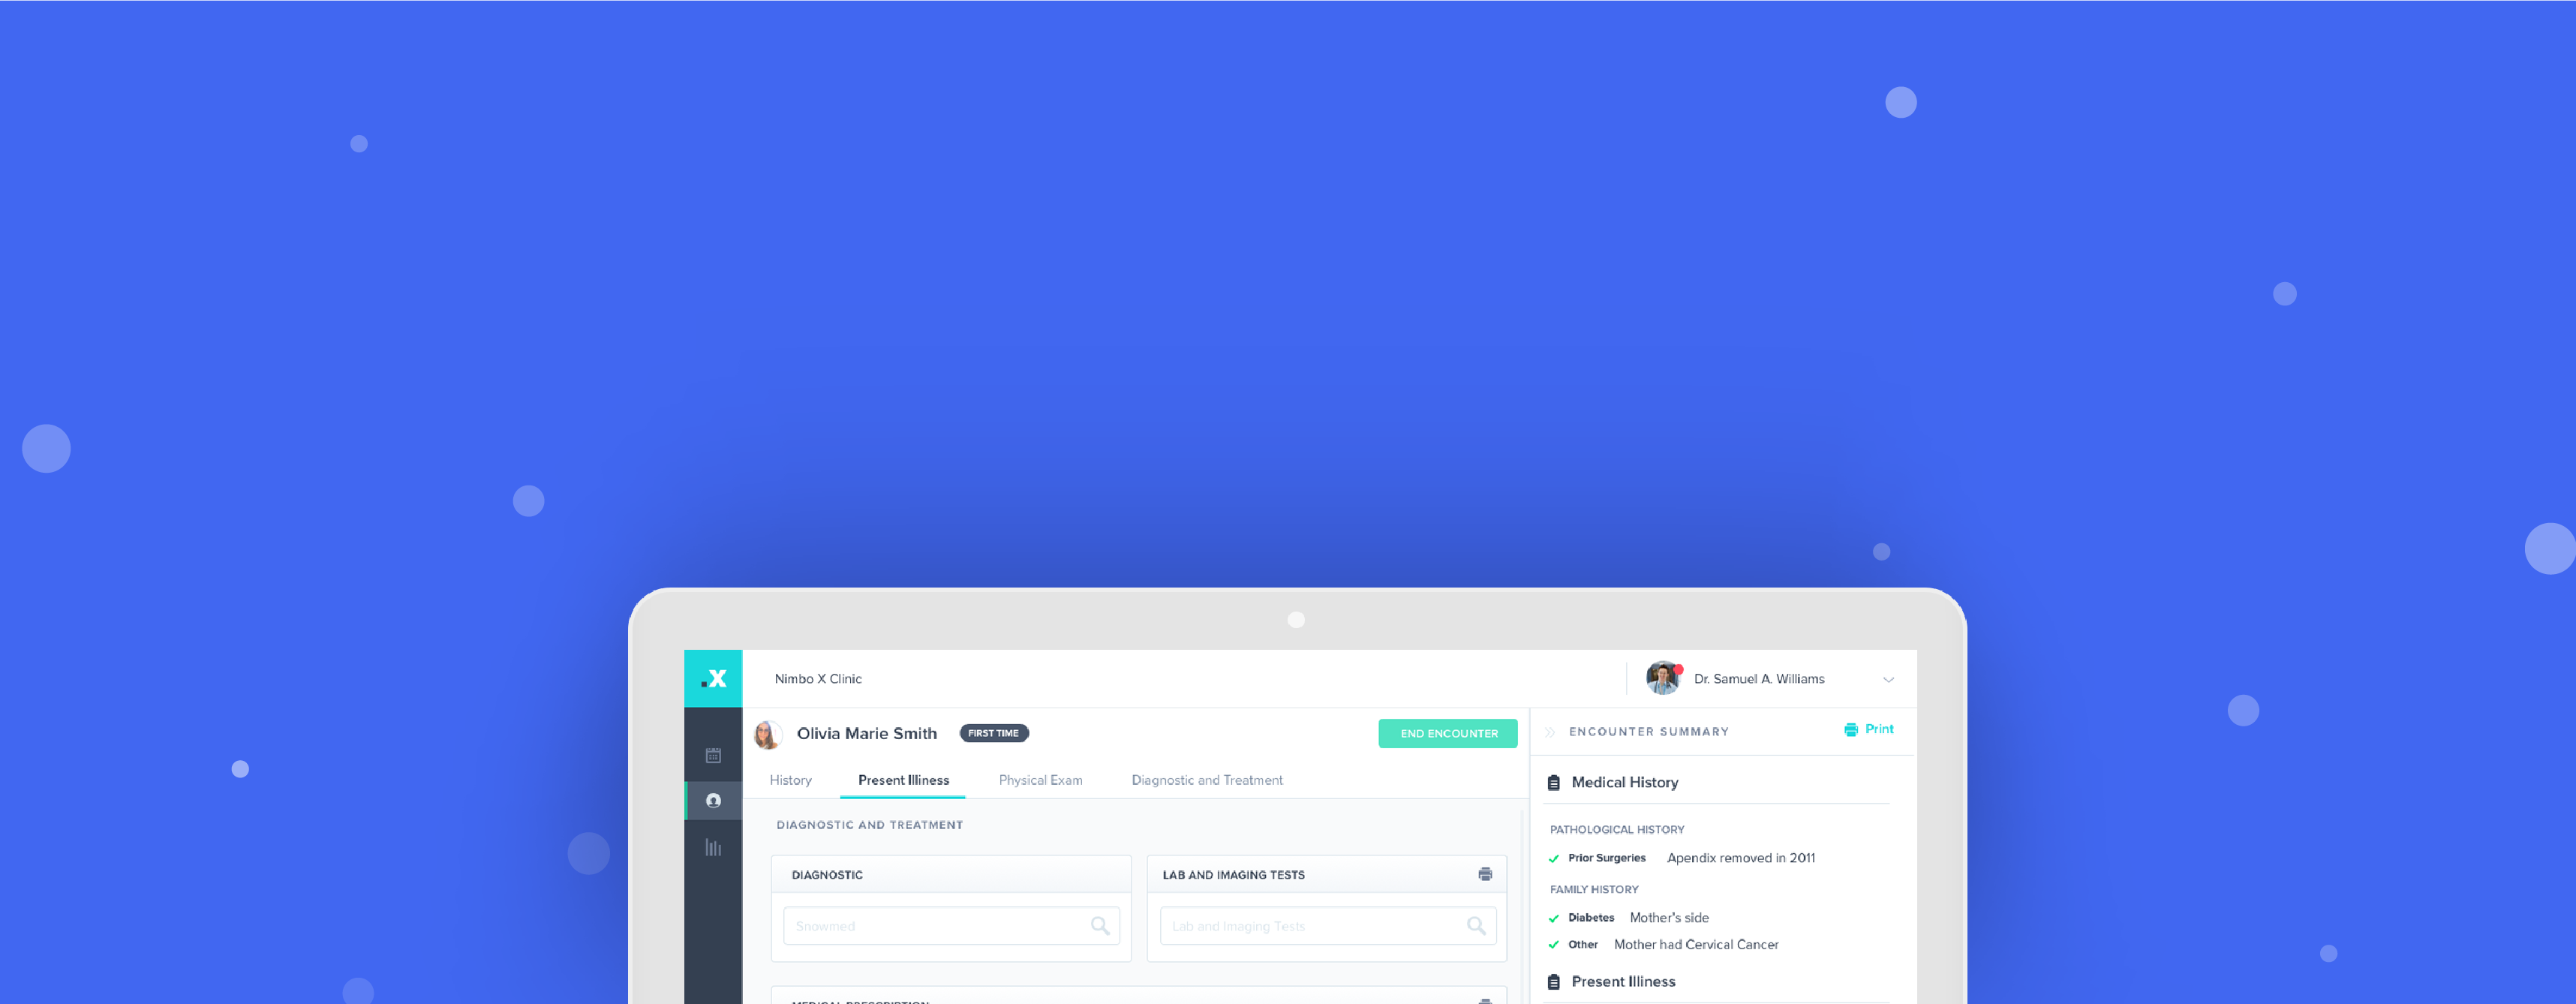 .X
Nimbo X Clinic
Dr. Samuel A. Williams
Olivia Marie Smith
FIRST TIME
END ENCOUNTER
History
Present Illness
Physical Exam
Diagnostic and Treatment
DIAGNOSTIC AND TREATMENT
DIAGNOSTIC
Snowmed
LAB AND IMAGING TESTS
Lab and Imaging Tests
MEDICAL PRESCRIPTION
ENCOUNTER SUMMARY
Print
Medical History
PATHOLOGICAL HISTORY
Prior Surgeries Apendix removed in 2011
FAMILY HISTORY
Diabetes Mother's side
Other Mother had Cervical Cancer
Present Illness